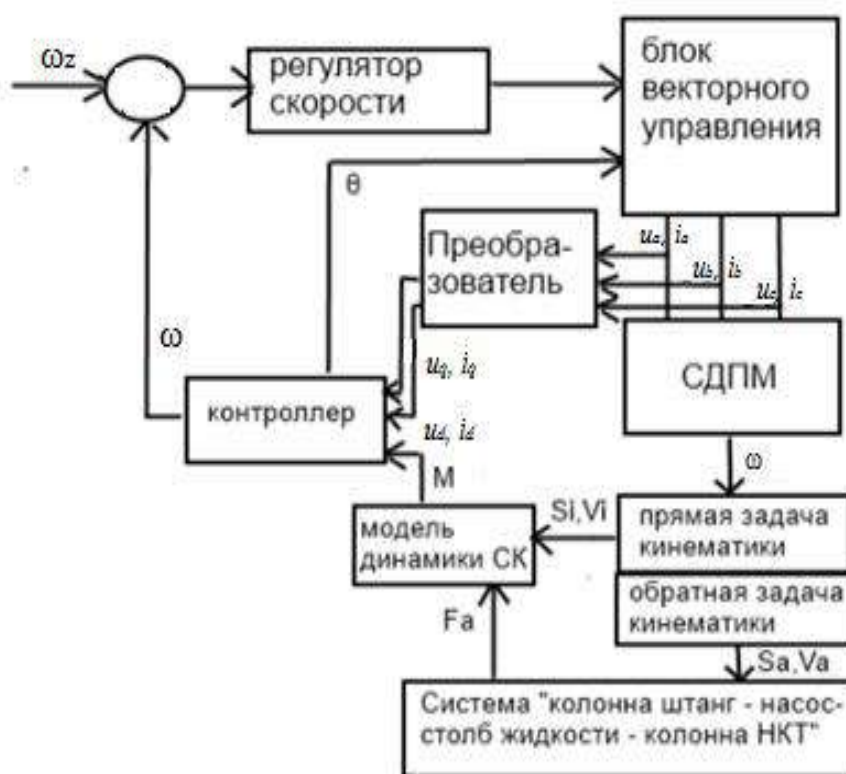 ωz
регулятор
скорости
блок
векторного
управления
θ
Преобра-
зователь
ua, ia
ub, ib
uc, ic
ω
uq, iq
СДПМ
контроллер
ud, id
ω
M
Si,Vi
прямая задача
кинематики
модель
динамики СК
обратная задача
кинематики
Fa
Sa,Va
Система "колонна штанг - насос-
столб жидкости - колонна НКТ"